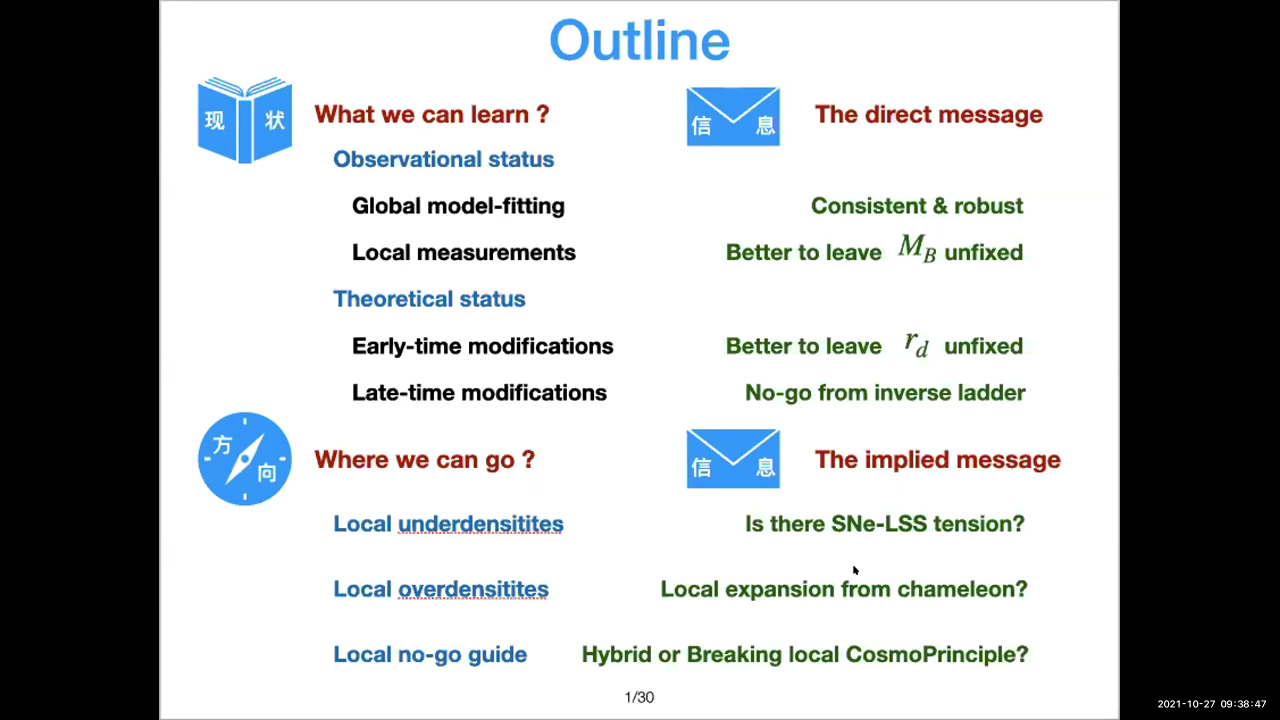 Outline
现 状
What we can learn ?
信 息
The direct message
Observational status
Global model-fitting
Consistent & robust
Local measurements
Better to leave M_B unfixed
Theoretical status
Early-time modifications
Better to leave r_d unfixed
Late-time modifications
No-go from inverse ladder
方 向
Where we can go ?
信 息
The implied message
Local underdensitites
Is there SNe-LSS tension?
Local overdensitites
Local expansion from chameleon?
Local no-go guide
Hybrid or Breaking local CosmoPrinciple?
1/30
2021-10-27 09:38:47